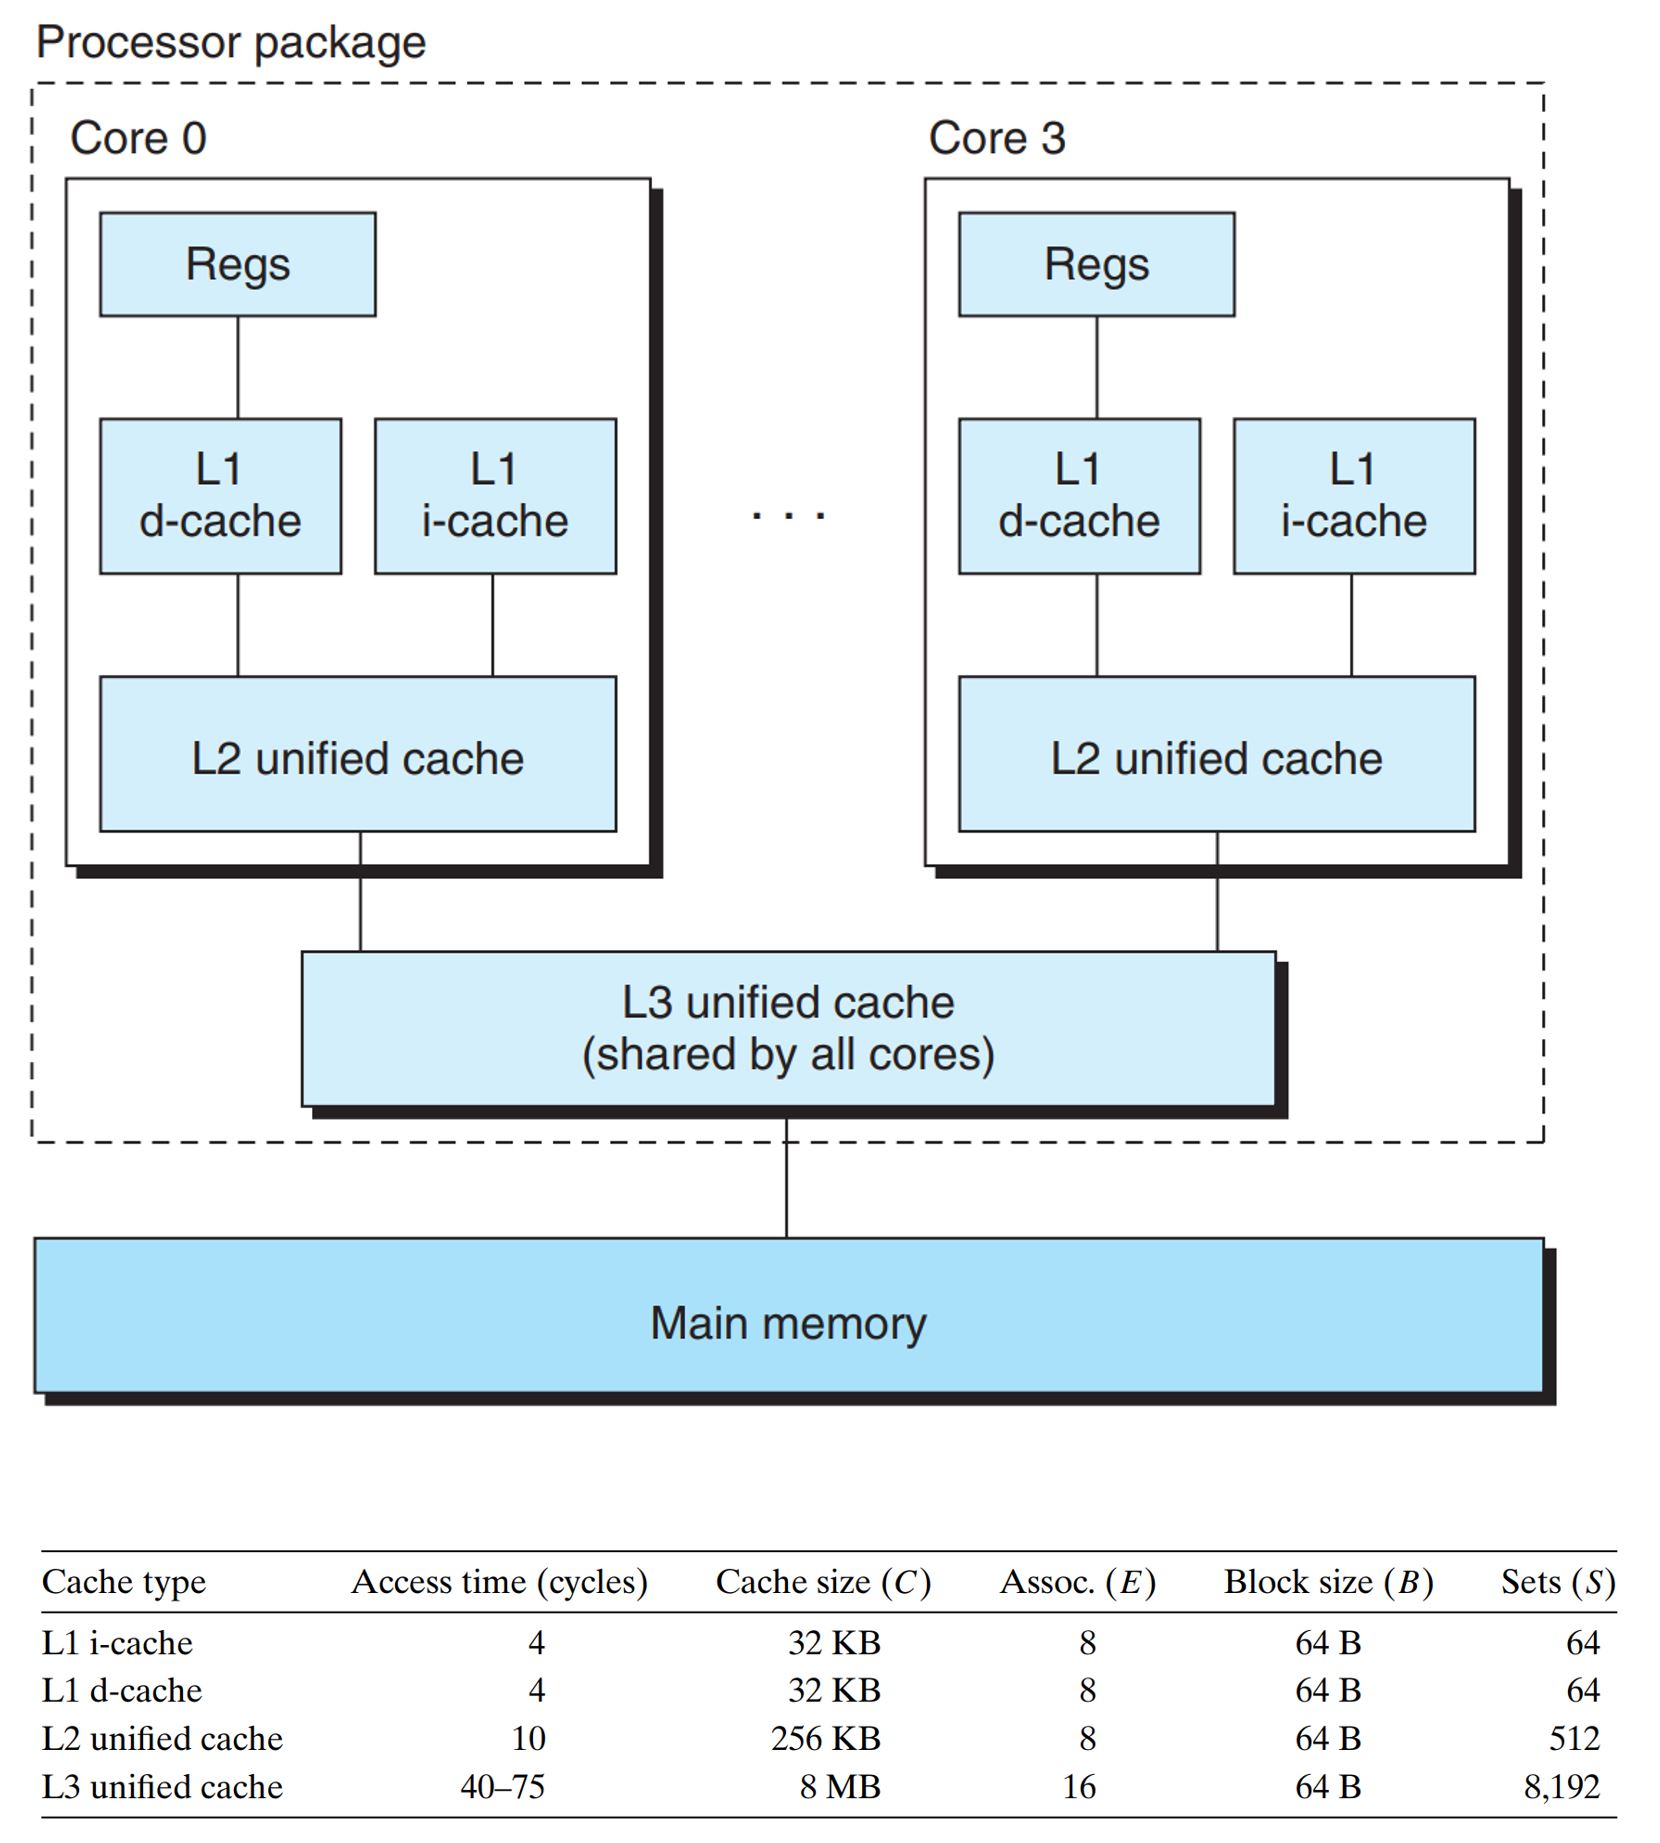 Processor package
Core 0
Core 3
Regs
Regs
L1
d-cache
L1
i-cache
. . .
L1
d-cache
L1
i-cache
L2 unified cache
L2 unified cache
L3 unified cache
(shared by all cores)
Main memory
Cache type Access time (cycles) Cache size (C) Assoc. (E) Block size (B) Sets (S)
L1 i-cache 4 32 KB 8 64 B 64
L1 d-cache 4 32 KB 8 64 B 64
L2 unified cache 10 256 KB 8 64 B 512
L3 unified cache 40–75 8 MB 16 64 B 8,192